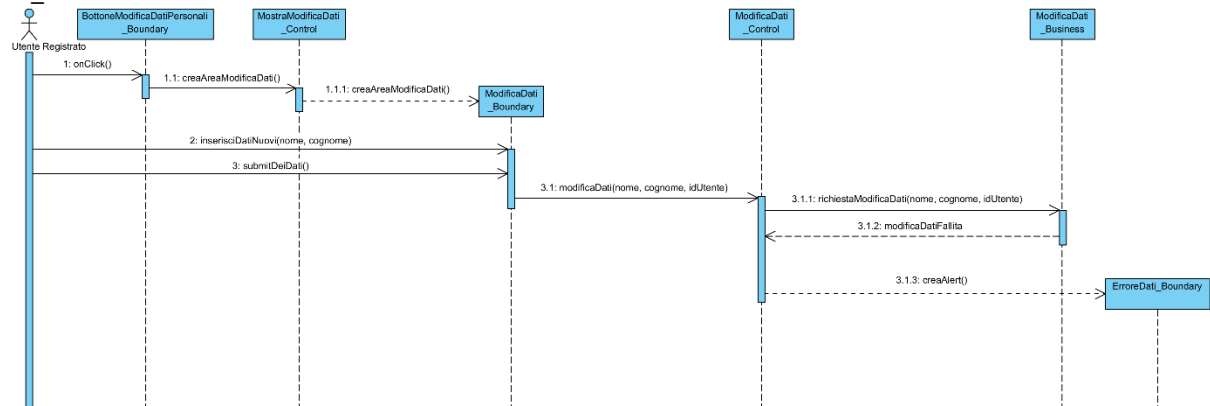 BottoneModificaDatiPersonali
_Boundary
MostraModificaDati
_Control
ModificaDati
_Control
ModificaDati
_Business
Utente Registrato
1: onClick()
1.1: creaAreaModificaDati()
1.1.1: creaAreaModificaDati()
ModificaDati
_Boundary
2: inserisciDatiNuovi(nome, cognome)
3: submitDeiDati()
3.1: modificaDati(nome, cognome, idUtente)
3.1.1: richiestaModificaDati(nome, cognome, idUtente)
3.1.2: modificaDatiFallita
3.1.3: creaAlert()
ErroreDati_Boundary